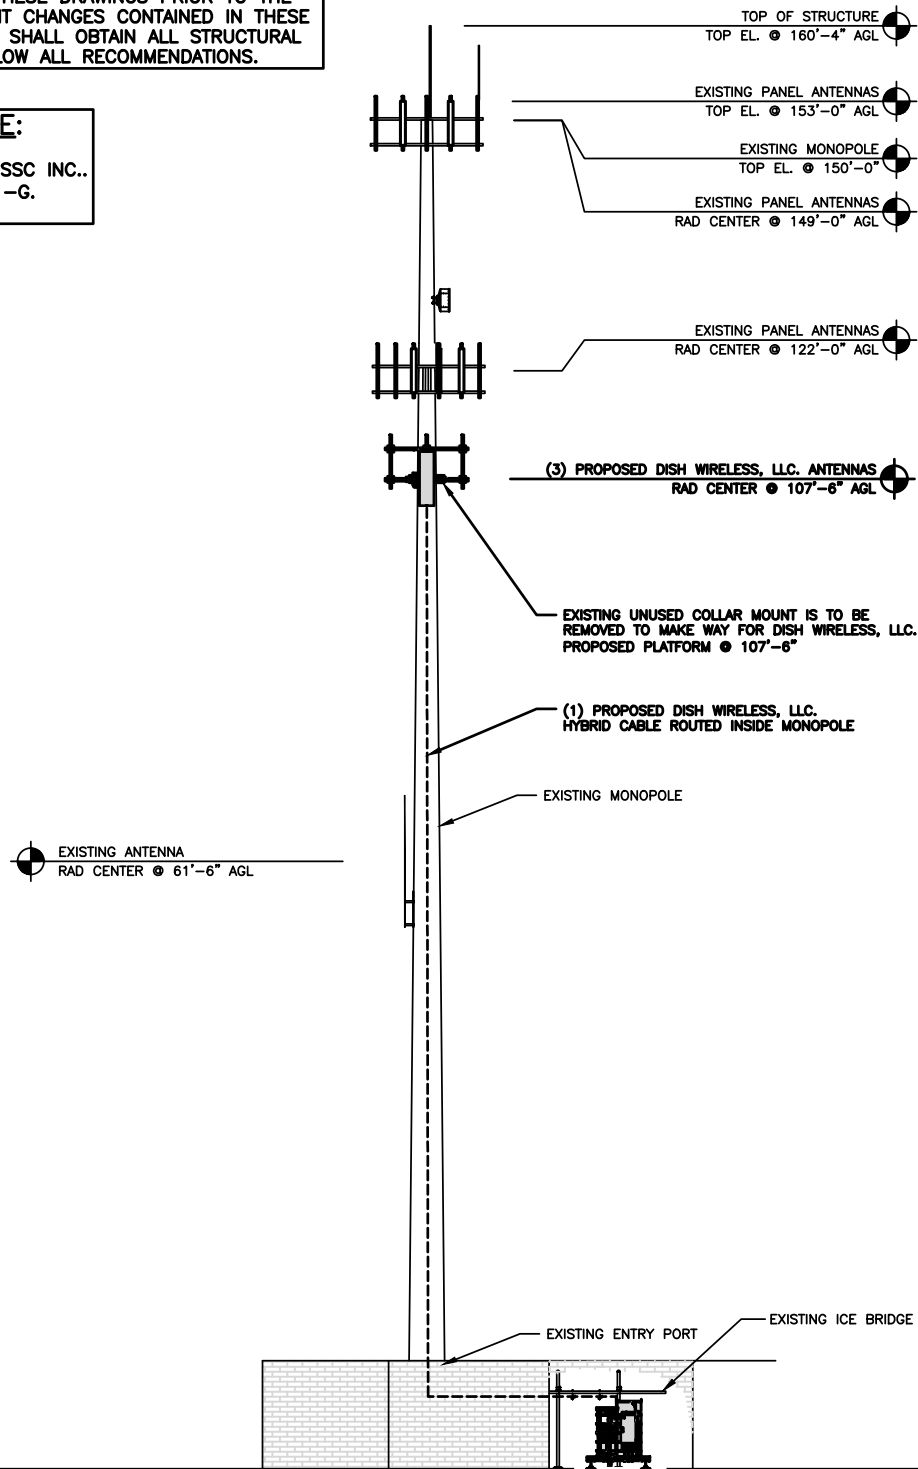 THESE DRAWINGS PRIOR TO THE
NT CHANGES CONTAINED IN THESE
SHALL OBTAIN ALL STRUCTURAL
LOW ALL RECOMMENDATIONS.
E:
SSC INC..
-G.
TOP OF STRUCTURE
TOP EL. @ 160'-4" AGL
EXISTING PANEL ANTENNAS
TOP EL. @ 153'-0" AGL
EXISTING MONOPOLE
TOP EL. @ 150'-0"
EXISTING PANEL ANTENNAS
RAD CENTER @ 149'-0" AGL
EXISTING PANEL ANTENNAS
RAD CENTER @ 122'-0" AGL
(3) PROPOSED DISH WIRELESS, LLC. ANTENNAS
RAD CENTER @ 107'-6" AGL
EXISTING UNUSED COLLAR MOUNT IS TO BE
REMOVED TO MAKE WAY FOR DISH WIRELESS, LLC.
PROPOSED PLATFORM @ 107'-6"
(1) PROPOSED DISH WIRELESS, LLC.
HYBRID CABLE ROUTED INSIDE MONOPOLE
EXISTING MONOPOLE
EXISTING ANTENNA
RAD CENTER @ 61'-6" AGL
EXISTING ICE BRIDGE
EXISTING ENTRY PORT